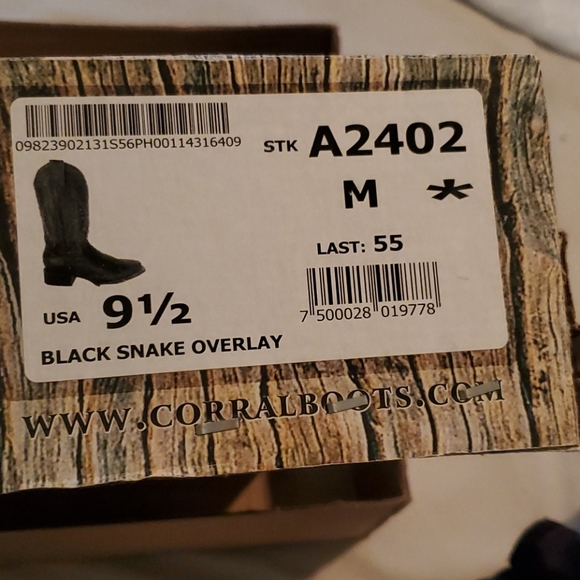 09823902131S56PH00114316409
STK A2402
M *
LAST: 55
7 500028 019778
USA 9½
BLACK SNAKE OVERLAY
WWW.CORRALBOOTS.COM